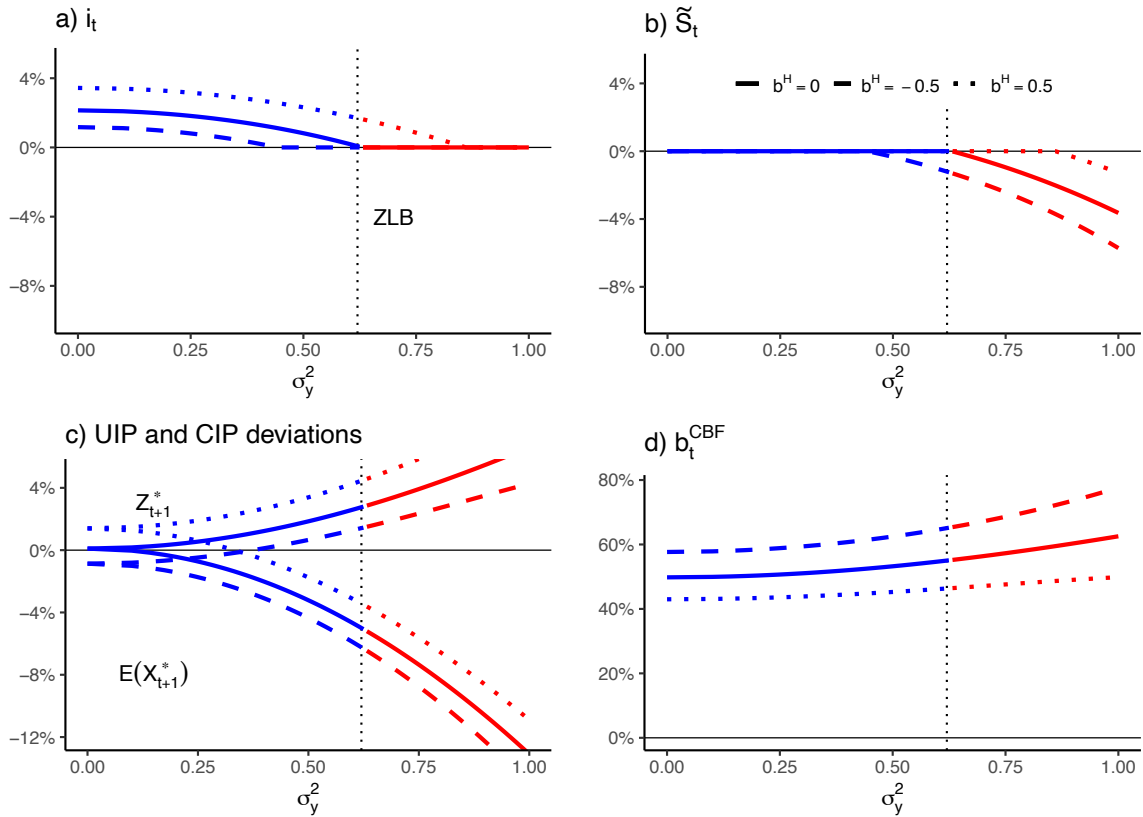 a) i_t
4%
0%
−4%
−8%
ZLB
0.00 0.25 0.50 0.75 1.00
σ_y^2
b) S̃_t
4%
0%
−4%
−8%
b^H = 0 b^H = − 0.5 b^H = 0.5
0.00 0.25 0.50 0.75 1.00
σ_y^2
c) UIP and CIP deviations
4%
0%
−4%
−8%
−12%
Z_{t+1}^*
E(X_{t+1}^*)
0.00 0.25 0.50 0.75 1.00
σ_y^2
d) b_t^{CBF}
80%
60%
40%
20%
0%
0.00 0.25 0.50 0.75 1.00
σ_y^2